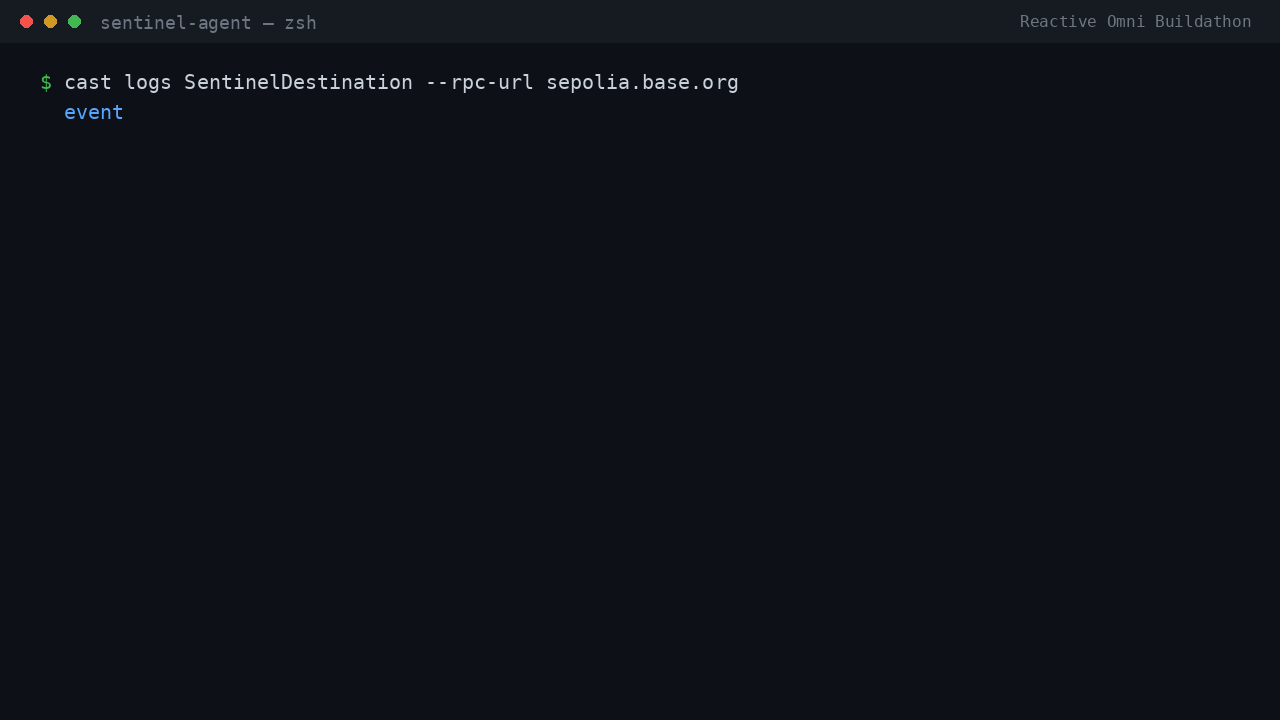 sentinel-agent — zsh
Reactive Omni Buildathon
$ cast logs SentinelDestination --rpc-url sepolia.base.org
event